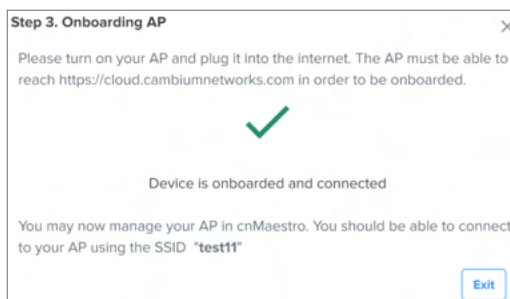 Step 3. Onboarding AP
Please turn on your AP and plug it into the internet. The AP must be able to
reach https://cloud.cambiumnetworks.com in order to be onboarded.
Device is onboarded and connected
You may now manage your AP in cnMaestro. You should be able to connect
to your AP using the SSID "test11"
Exit